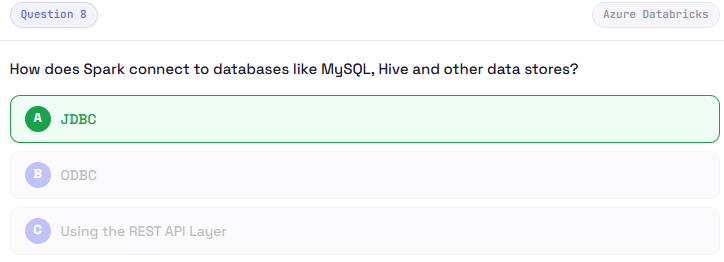 Question 8
Azure Databricks
How does Spark connect to databases like MySQL, Hive and other data stores?
A JDBC
B ODBC
C Using the REST API Layer